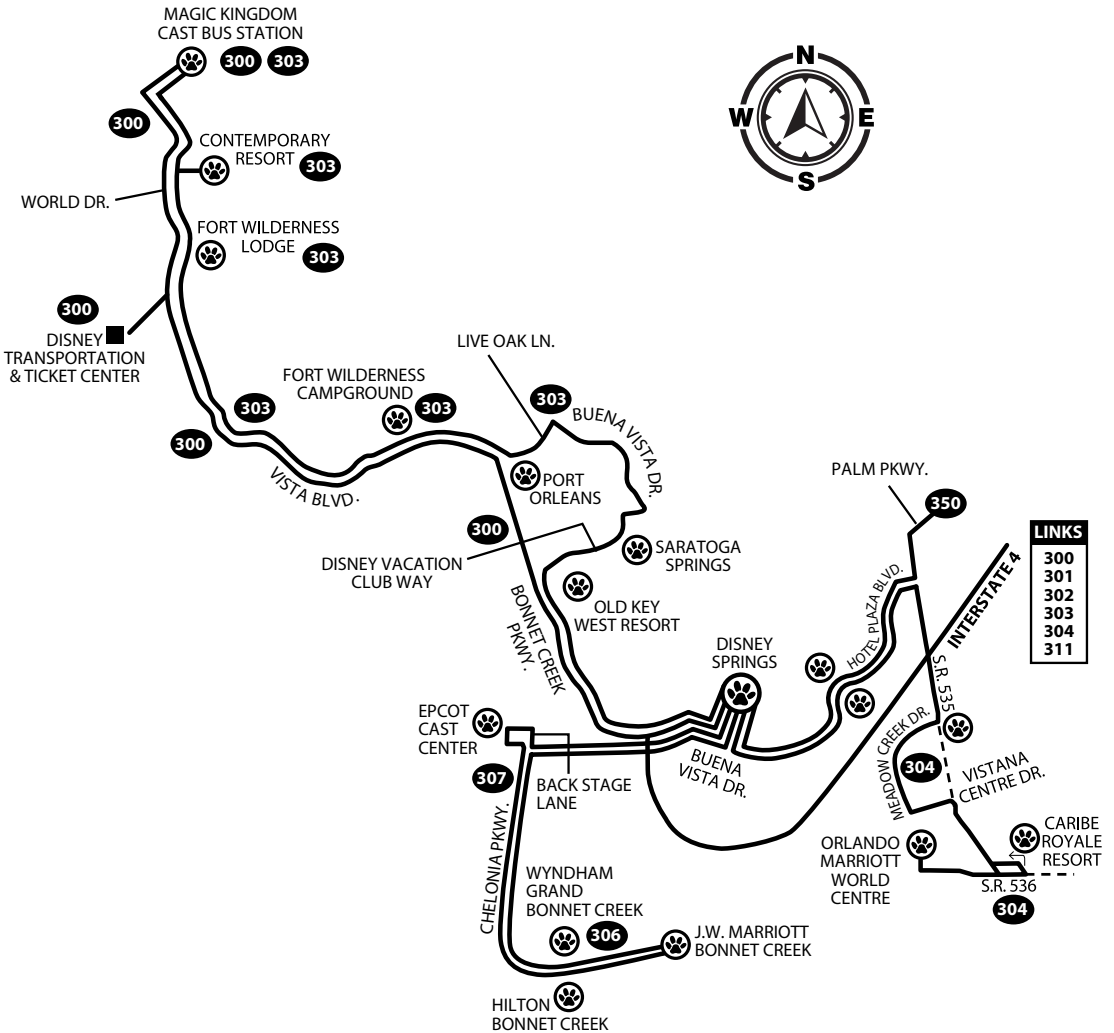 MAGIC KINGDOM
CAST BUS STATION
300 303
N
W E
S
300
CONTEMPORARY
RESORT 303
WORLD DR.
FORT WILDERNESS
LODGE 303
300
DISNEY
TRANSPORTATION
& TICKET CENTER
LIVE OAK LN.
FORT WILDERNESS
CAMPGROUND 303
303
BUENA VISTA DR.
303
300
VISTA BLVD.
PORT
ORLEANS
PALM PKWY.
350
300
DISNEY VACATION
CLUB WAY
SARATOGA
SPRINGS
LINKS
300
301
302
303
304
311
OLD KEY
WEST RESORT
BONNET CREEK
PKWY.
HOTEL PLAZA BLVD.
INTERSTATE 4
DISNEY
SPRINGS
S.R. 535
EPCOT
CAST
CENTER
BUENA
VISTA DR.
MEADOW CREEK DR.
304
VISTANA
CENTRE DR.
307
BACK STAGE
LANE
CHELONIA PKWY.
ORLANDO
MARRIOTT
WORLD
CENTRE
CARIBE
ROYALE
RESORT
S.R. 536
304
WYNDHAM
GRAND
BONNET CREEK
306
J.W. MARRIOTT
BONNET CREEK
HILTON
BONNET CREEK